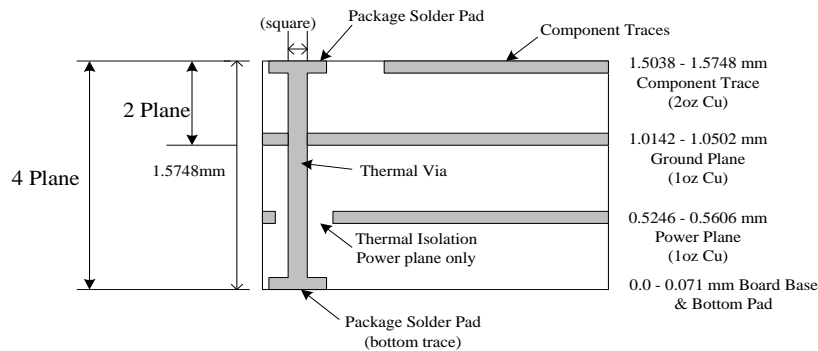 (square)
Package Solder Pad
Component Traces
1.5038 - 1.5748 mm
Component Trace
(2oz Cu)
2 Plane
4 Plane
1.5748mm
Thermal Via
1.0142 - 1.0502 mm
Ground Plane
(1oz Cu)
Thermal Isolation
Power plane only
0.5246 - 0.5606 mm
Power Plane
(1oz Cu)
0.0 - 0.071 mm Board Base
& Bottom Pad
Package Solder Pad
(bottom trace)